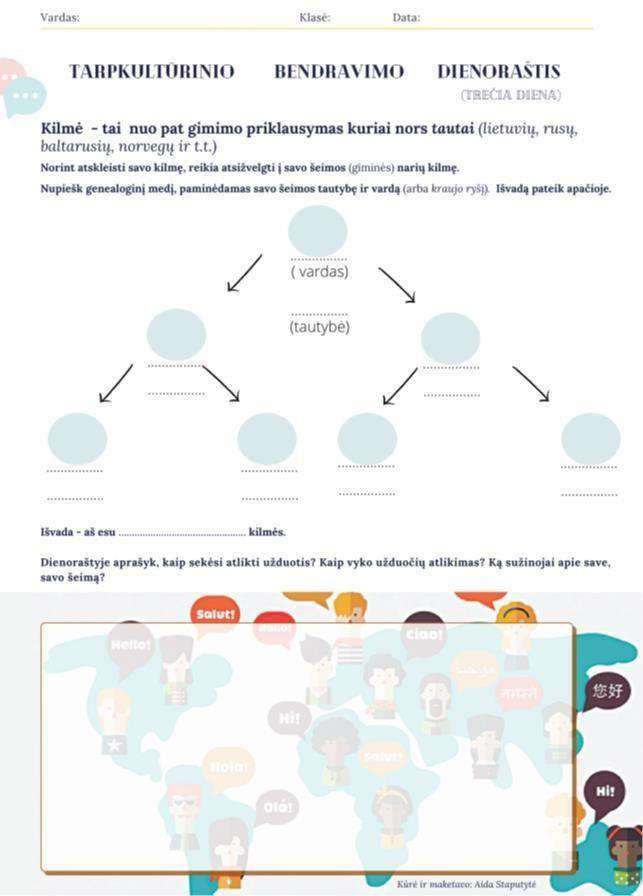 Vardas: Klasė: Data:
TARPKULTŪRINIO BENDRAVIMO DIENORAŠTIS
(TREČIA DIENA)
Kilmė - tai nuo pat gimimo priklausymas kuriai nors tautai (lietuvių, rusų,
baltarusių, norvegų ir t.t.)
Norint atskleisti savo kilmę, reikia atsižvelgti į savo šeimos (giminės) narių kilmę.
Nupiešk genealoginį medį, paminėdamas savo šeimos tautybę ir vardą (arba kraujo ryšį). Išvadą pateik apačioje.
( vardas)
(tautybė)
Išvada - aš esu ................................................ kilmės.
Dienoraštyje aprašyk, kaip sekėsi atlikti užduotis? Kaip vyko užduočių atlikimas? Ką sužinojai apie save,
savo šeimą?
Salut!
Ciao!
Hello!
您好
Hi!
Salut!
Hola!
Olá!
Hi!
Kūrė ir maketavo: Aida Staputytė